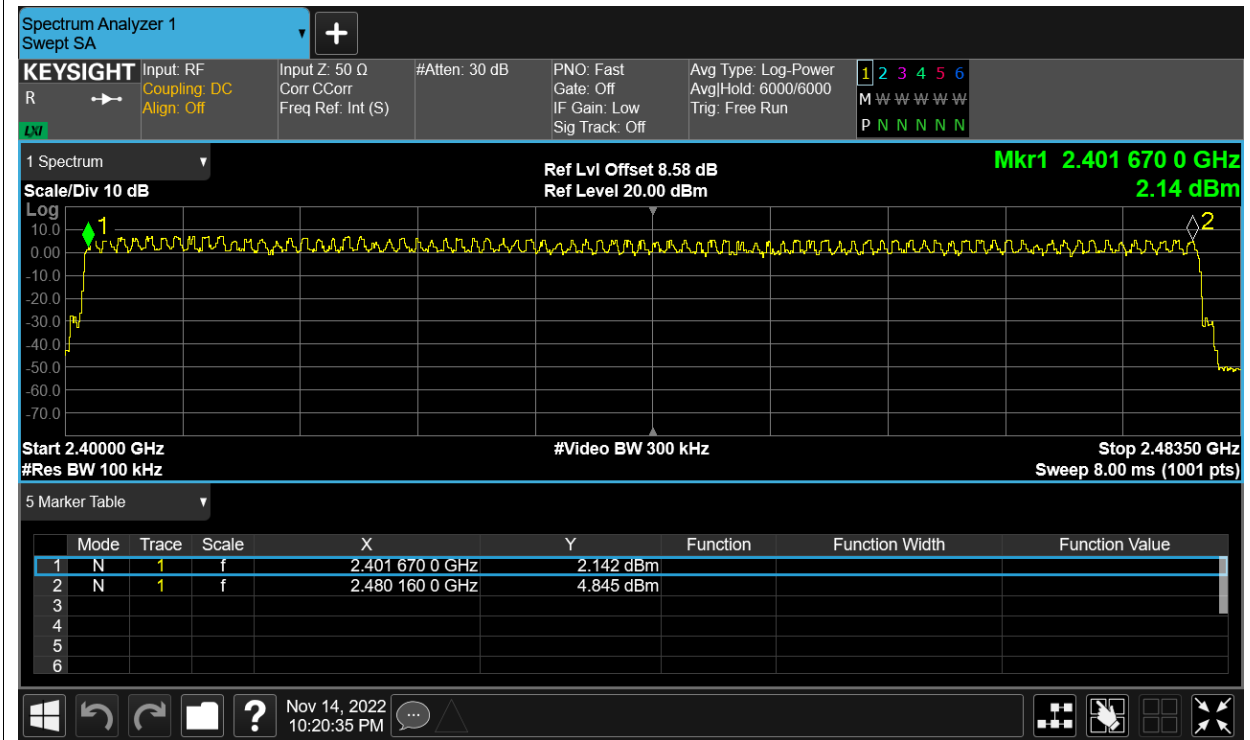 Spectrum Analyzer 1
Swept SA
KEYSIGHT
R
LXI
Input: RF
Coupling: DC
Align: Off
Input Z: 50 Ω
Corr CCorr
Freq Ref: Int (S)
#Atten: 30 dB
PNO: Fast
Gate: Off
IF Gain: Low
Sig Track: Off
Avg Type: Log-Power
Avg|Hold: 6000/6000
Trig: Free Run
1 2 3 4 5 6
M W W W W W
P N N N N N
1 Spectrum
Scale/Div 10 dB
Ref Lvl Offset 8.58 dB
Ref Level 20.00 dBm
Mkr1 2.401 670 0 GHz
2.14 dBm
Log
10.0
0.00
-10.0
-20.0
-30.0
-40.0
-50.0
-60.0
-70.0
1
2
Start 2.40000 GHz
#Res BW 100 kHz
#Video BW 300 kHz
Stop 2.48350 GHz
Sweep 8.00 ms (1001 pts)
5 Marker Table
Mode Trace Scale X Y Function Function Width Function Value
1 N 1 f 2.401 670 0 GHz 2.142 dBm
2 N 1 f 2.480 160 0 GHz 4.845 dBm
3
4
5
6
?
Nov 14, 2022
10:20:35 PM